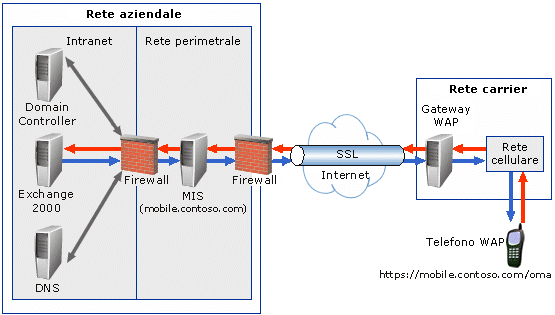 Rete aziendale
Intranet
Rete perimetrale
Domain
Controller
Exchange
2000
DNS
Firewall
MIS
(mobile.contoso.com)
Firewall
SSL
Internet
Rete carrier
Gateway
WAP
Rete
cellulare
Telefono WAP
https://mobile.contoso.com/oma